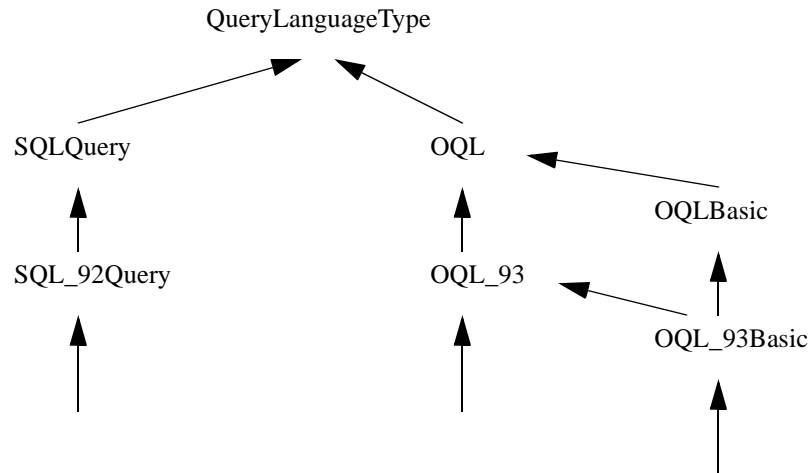 QueryLanguageType
SQLQuery
OQL
OQLBasic
SQL_92Query
OQL_93
OQL_93Basic